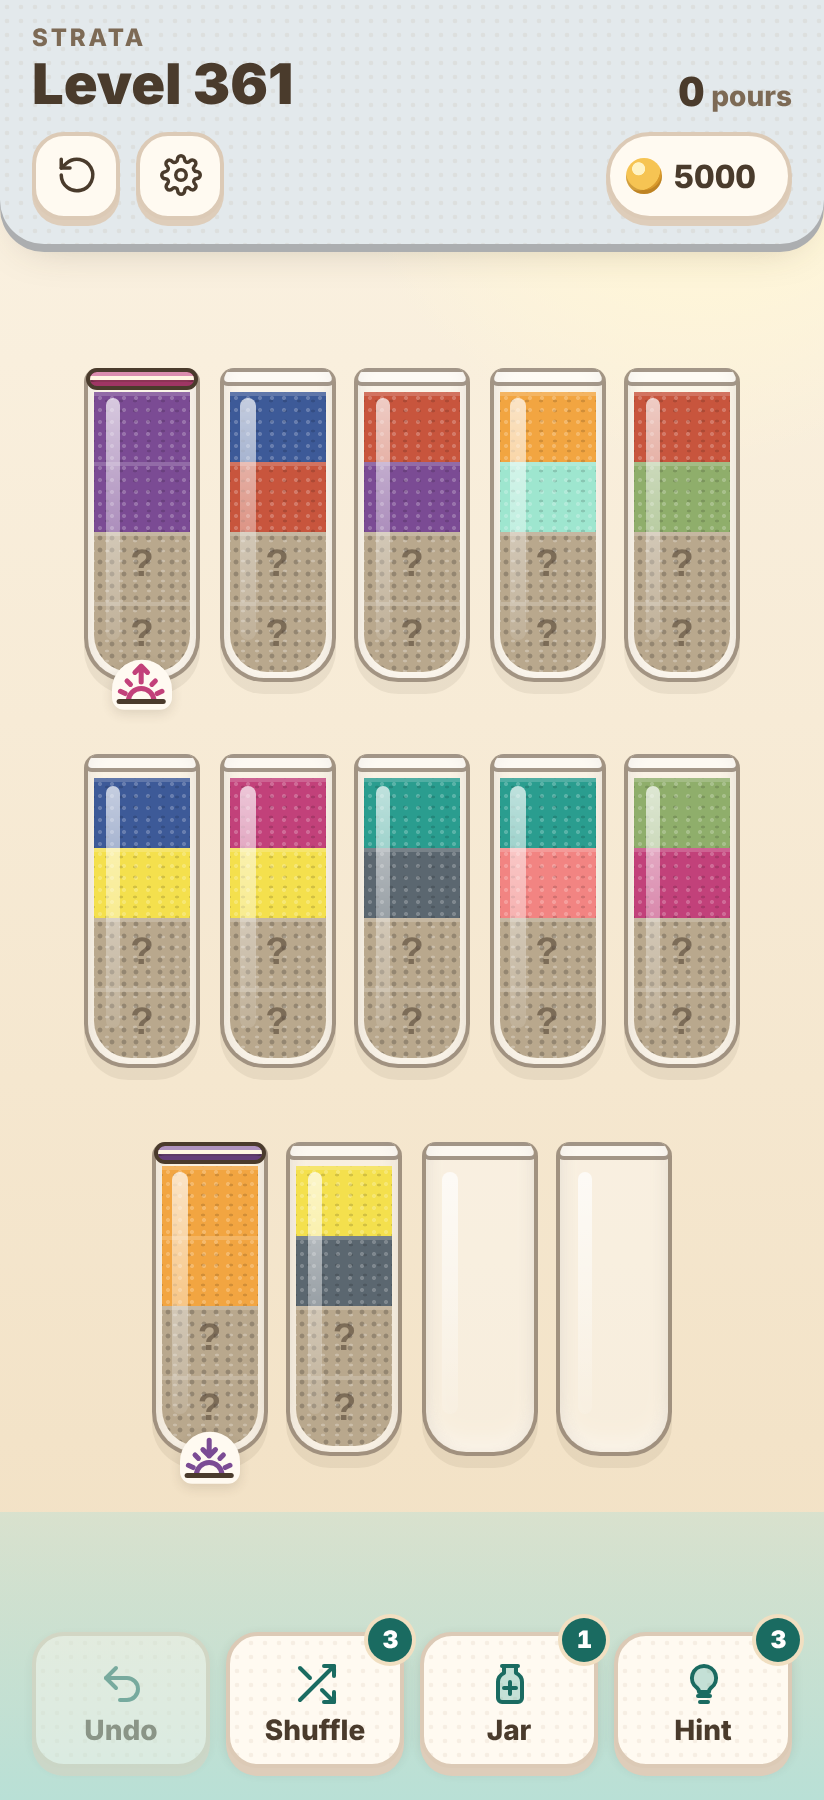 STRATA
Level 361
0 pours
5000
? ? ? ? ?
? ? ? ? ?
? ? ? ? ?
? ? ? ? ?
? ?
? ?
3 1 3
Undo Shuffle Jar Hint